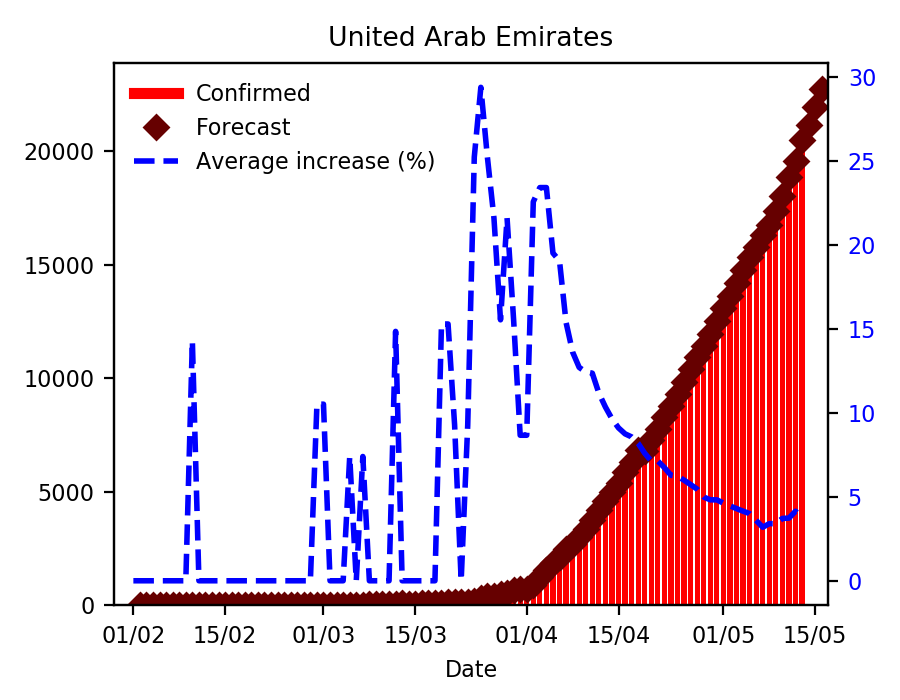 United Arab Emirates
Confirmed
Forecast
Average increase (%)
20000
15000
10000
5000
0
30
25
20
15
10
5
0
01/02 15/02 01/03 15/03 01/04 15/04 01/05 15/05
Date